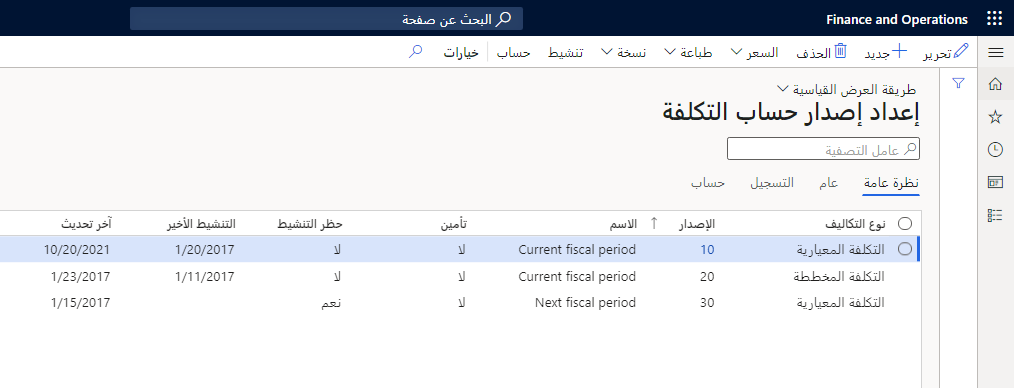 Finance and Operations
البحث عن صفحة
تحرير جديد الحذف السعر طباعة نسخة تنشيط حساب خيارات
طريقة العرض القياسية
إعداد إصدار حساب التكلفة
عامل التصفية
نظرة عامة عام التسجيل حساب
نوع التكاليف الإصدار الاسم تأمين حظر التنشيط التنشيط الأخير آخر تحديث
التكلفة المعيارية 10 Current fiscal period لا لا 1/20/2017 10/20/2021
التكلفة المخططة 20 Current fiscal period لا لا 1/11/2017 1/23/2017
التكلفة المعيارية 30 Next fiscal period لا نعم 1/15/2017